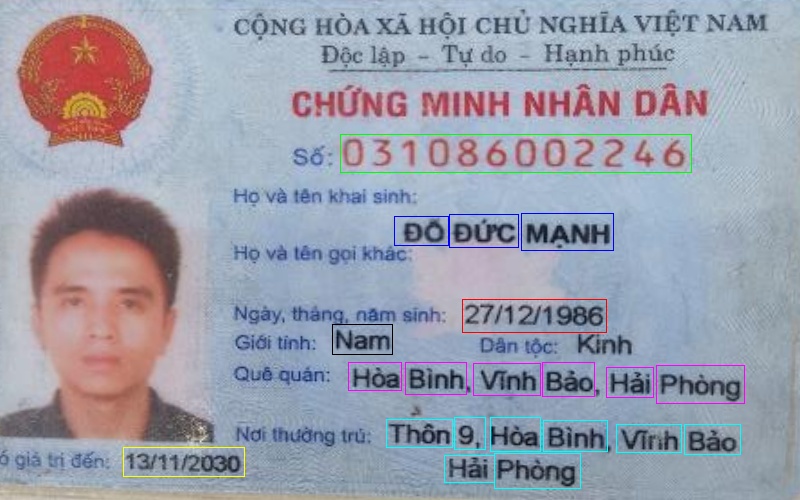 CỘNG HÒA XÃ HỘI CHỦ NGHĨA VIỆT NAM
Độc lập - Tự do - Hạnh phúc
CHỨNG MINH NHÂN DÂN
Số: 031086002246
Họ và tên khai sinh:
ĐỖ ĐỨC MẠNH
Họ và tên gọi khác:
Ngày, tháng, năm sinh: 27/12/1986
Giới tính: Nam Dân tộc: Kinh
Quê quán: Hòa Bình, Vĩnh Bảo, Hải Phòng
Nơi thường trú: Thôn 9, Hòa Bình, Vĩnh Bảo
Hải Phòng
ó giá trị đến: 13/11/2030